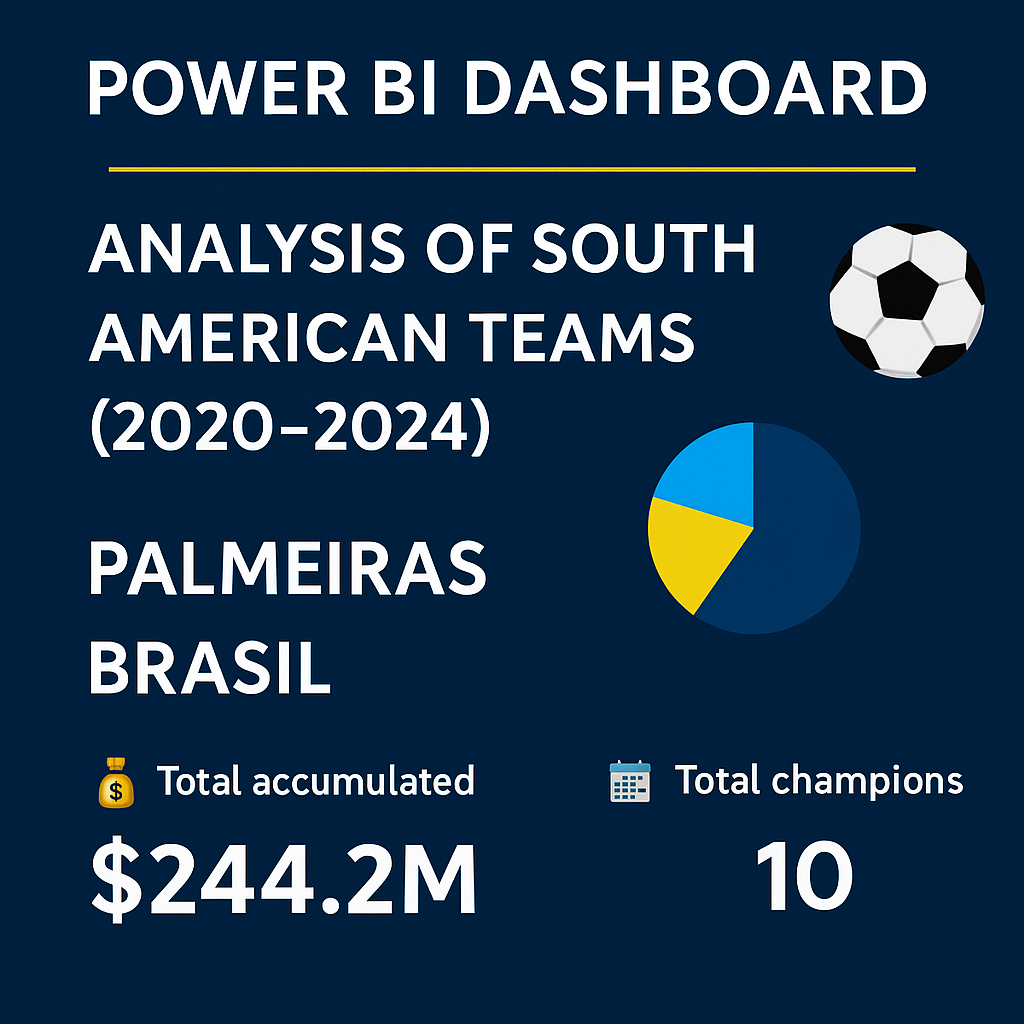 POWER BI DASHBOARD
ANALYSIS OF SOUTH
AMERICAN TEAMS
(2020–2024)
PALMEIRAS
BRASIL
$ Total accumulated
$244.2M
Total champions
10